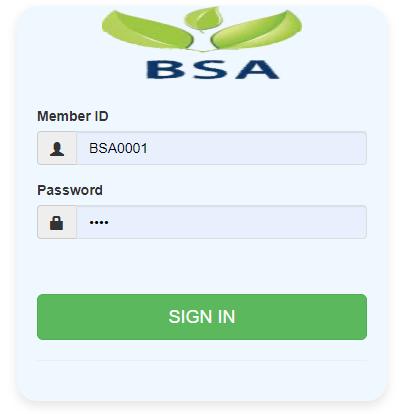 BSA
Member ID
BSA0001
Password
••••
SIGN IN